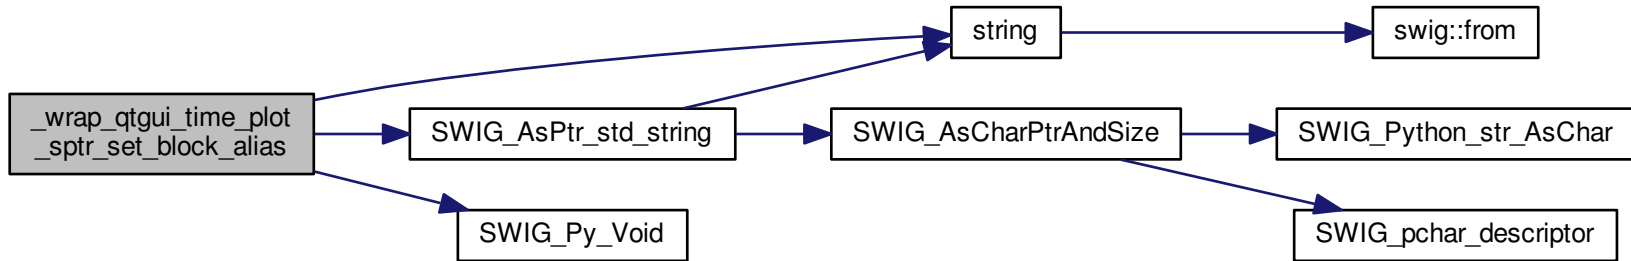 string
swig::from
_wrap_qtgui_time_plot
_sptr_set_block_alias
SWIG_AsPtr_std_string
SWIG_AsCharPtrAndSize
SWIG_Python_str_AsChar
SWIG_Py_Void
SWIG_pchar_descriptor